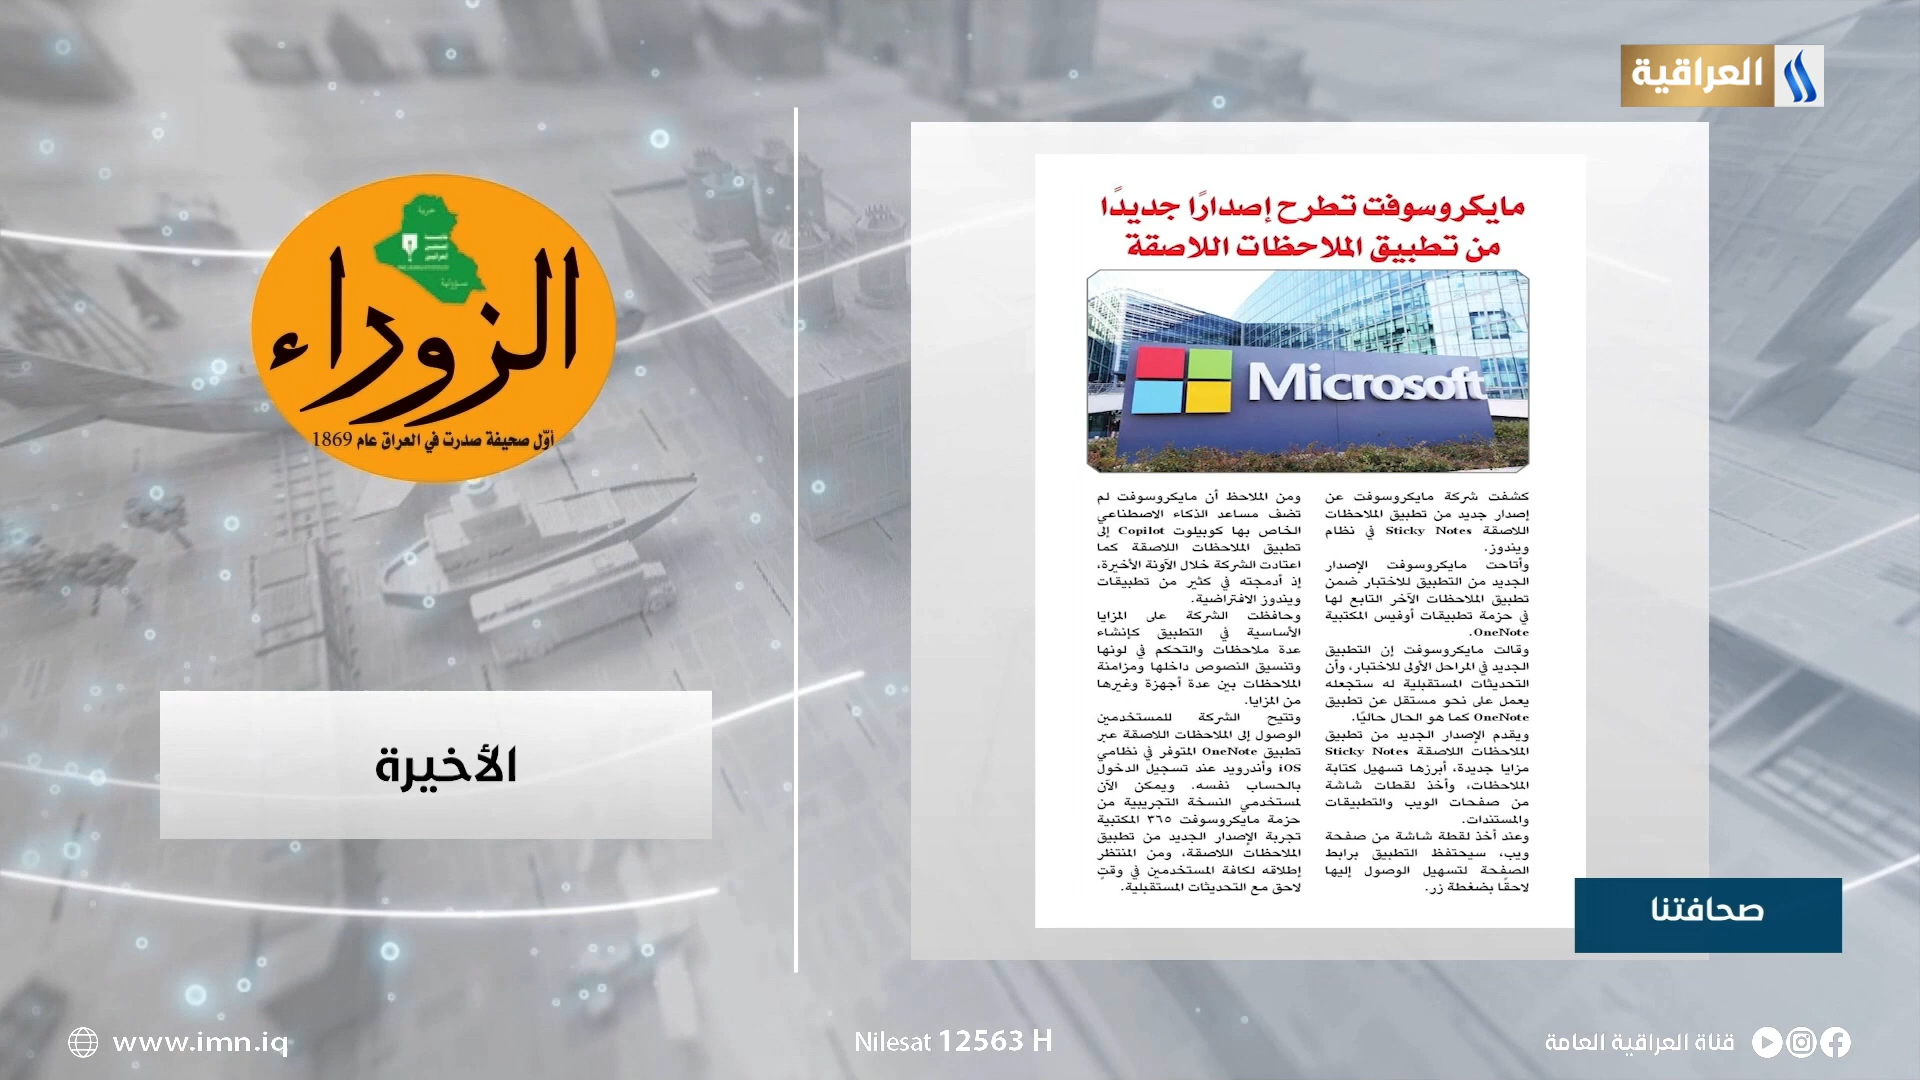 العراقية
مايكروسوفت تطرح إصدارًا جديدًا
من تطبيق الملاحظات اللاصقة
Microsoft
كشفت شركة مايكروسوفت عن
إصدار جديد من تطبيق الملاحظات
اللاصقة Sticky Notes في نظام
ويندوز.
وأتاحت مايكروسوفت الإصدار
الجديد من التطبيق للاختبار ضمن
تطبيق الملاحظات الآخر التابع لها
في حزمة تطبيقات أوفيس المكتبية
OneNote.
وقالت مايكروسوفت إن التطبيق
الجديد في المراحل الأولى للاختبار، وأن
التحديثات المستقبلية له ستجعله
يعمل على نحو مستقل عن تطبيق
OneNote كما هو الحال حاليًا.
ويقدم الإصدار الجديد من تطبيق
الملاحظات اللاصقة Sticky Notes
مزايا جديدة، أبرزها تسهيل كتابة
الملاحظات، وأخذ لقطات شاشة
من صفحات الويب والتطبيقات
والمستندات.
وعند أخذ لقطة شاشة من صفحة
ويب، سيحتفظ التطبيق برابط
الصفحة لتسهيل الوصول إليها
لاحقًا بضغطة زر.
ومن الملاحظ أن مايكروسوفت لم
تضف مساعد الذكاء الاصطناعي
الخاص بها كوبيلوت Copilot إلى
تطبيق الملاحظات اللاصقة كما
اعتادت الشركة خلال الآونة الأخيرة،
إذ أدمجته في كثير من تطبيقات
ويندوز الافتراضية.
وحافظت الشركة على المزايا
الأساسية في التطبيق كإنشاء
عدة ملاحظات والتحكم في لونها
وتنسيق النصوص داخلها ومزامنة
الملاحظات بين عدة أجهزة وغيرها
من المزايا.
وتتيح الشركة للمستخدمين
الوصول إلى الملاحظات اللاصقة عبر
تطبيق OneNote المتوفر في نظامي
iOS وأندرويد عند تسجيل الدخول
بالحساب نفسه. ويمكن الآن
لمستخدمي النسخة التجريبية من
حزمة مايكروسوفت ٣٦٥ المكتبية
تجربة الإصدار الجديد من تطبيق
الملاحظات اللاصقة، ومن المنتظر
إطلاقه لكافة المستخدمين في وقتٍ
لاحق مع التحديثات المستقبلية.
حرية
مسؤولية
الزوراء
أوّل صحيفة صدرت في العراق عام 1869
الأخيرة
صحافتنا
قناة العراقية العامة
Nilesat 12563 H
www.imn.iq